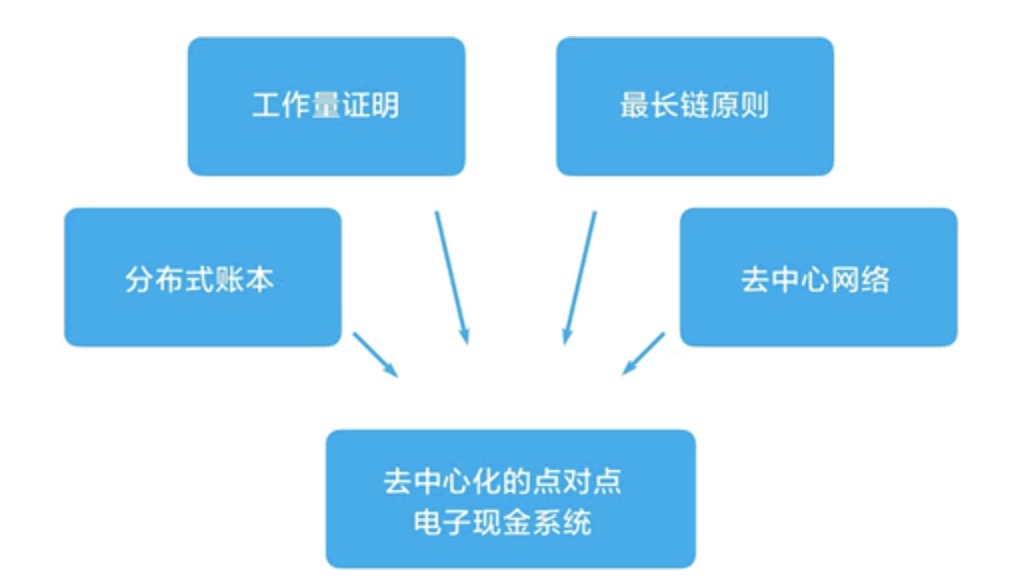 工作量证明
最长链原则
分布式账本
去中心网络
去中心化的点对点
电子现金系统